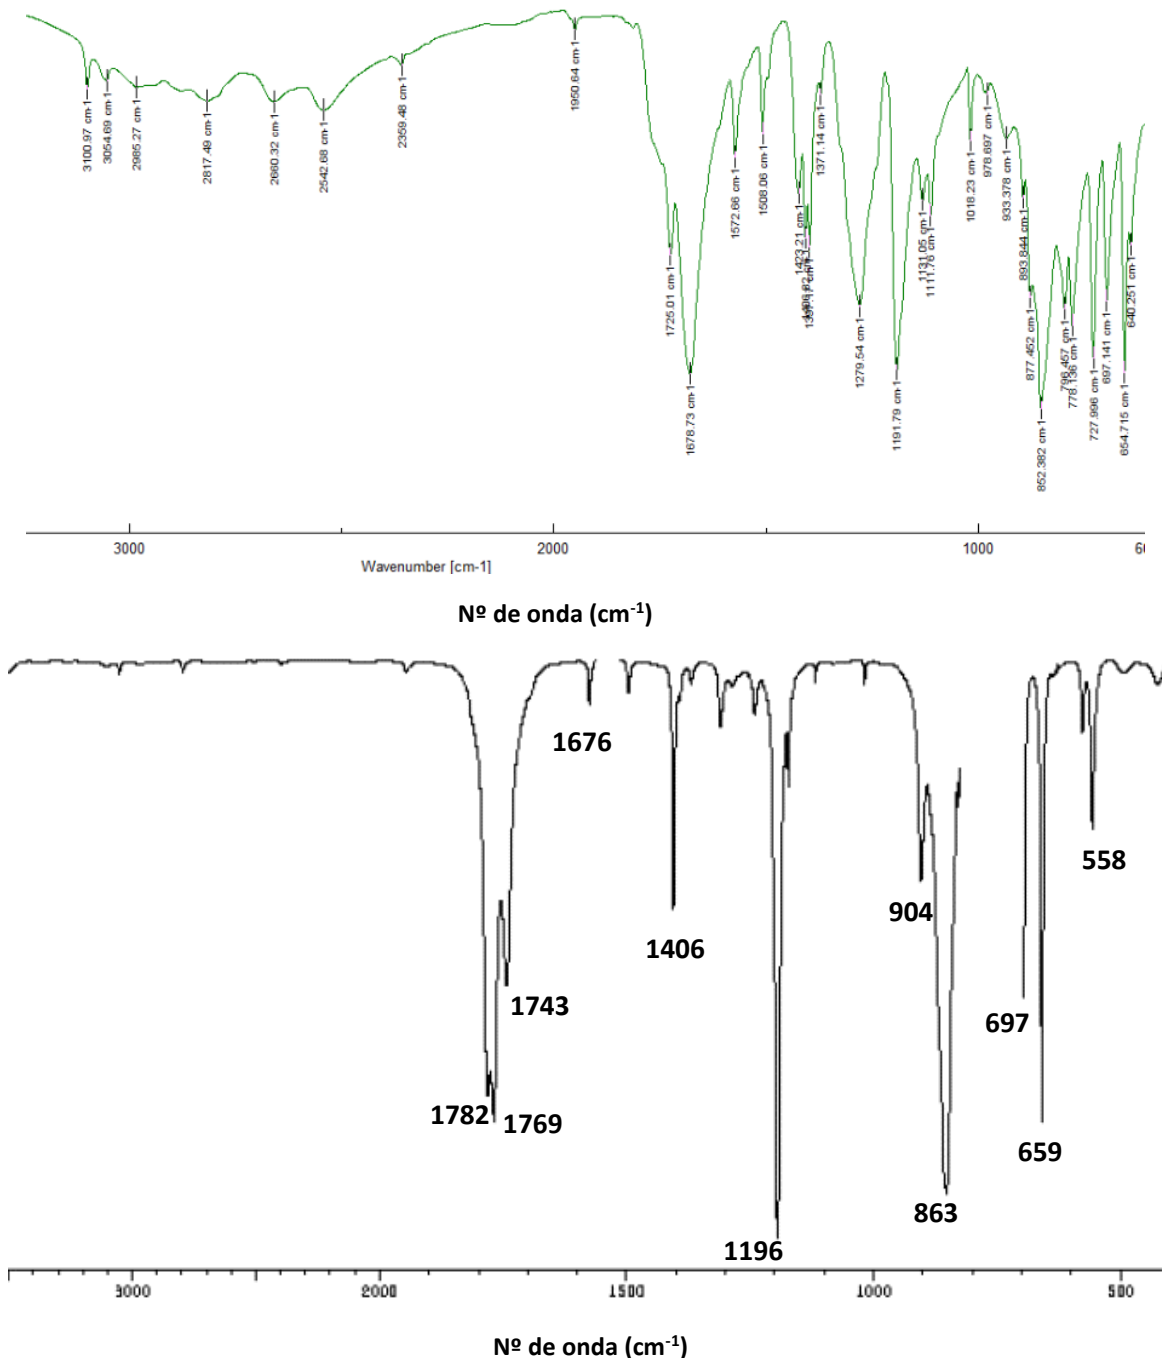 3100.97 cm-1
3054.69 cm-1
2985.27 cm-1
2817.49 cm-1
2660.32 cm-1
2542.68 cm-1
2359.48 cm-1
1950.64 cm-1
1725.01 cm-1
1678.73 cm-1
1572.66 cm-1
1508.06 cm-1
1423.21 cm-1
1371.14 cm-1
1279.54 cm-1
1191.79 cm-1
1131.05 cm-1
1111.76 cm-1
1018.23 cm-1
978.697 cm-1
933.378 cm-1
893.844 cm-1
877.452 cm-1
852.382 cm-1
796.457 cm-1
778.136 cm-1
727.996 cm-1
697.141 cm-1
654.715 cm-1
640.251 cm-1
3000 2000 1000 60
Wavenumber [cm-1]
Nº de onda (cm-1)
1676
558
904
1406
1743
697
1782
1769
659
863
1196
3000 2000 1500 1000 500
Nº de onda (cm-1)